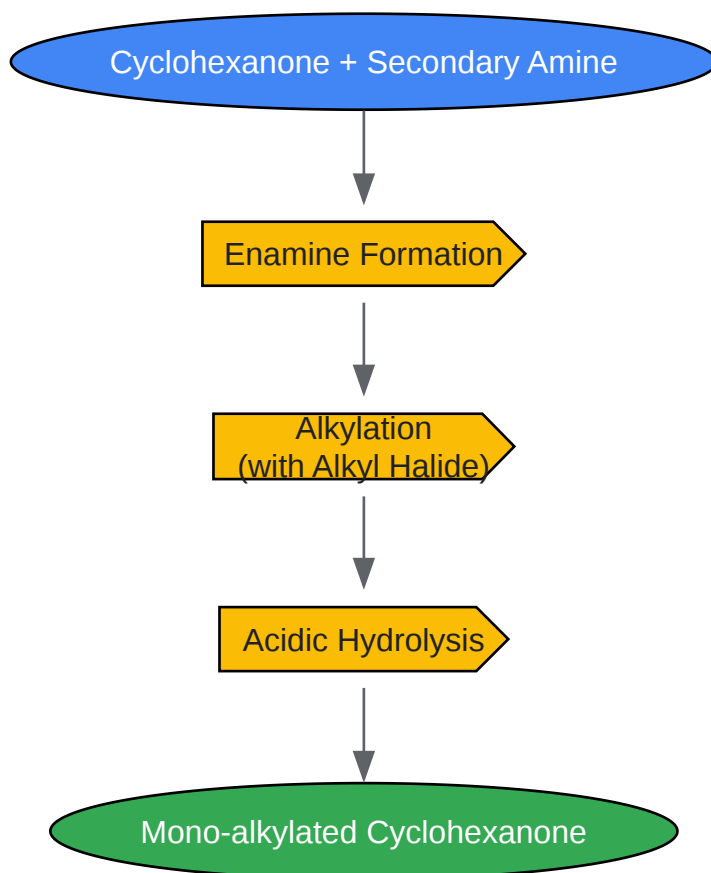 Cyclohexanone + Secondary Amine
Enamine Formation
Alkylation
(with Alkyl Halide)
Acidic Hydrolysis
Mono-alkylated Cyclohexanone